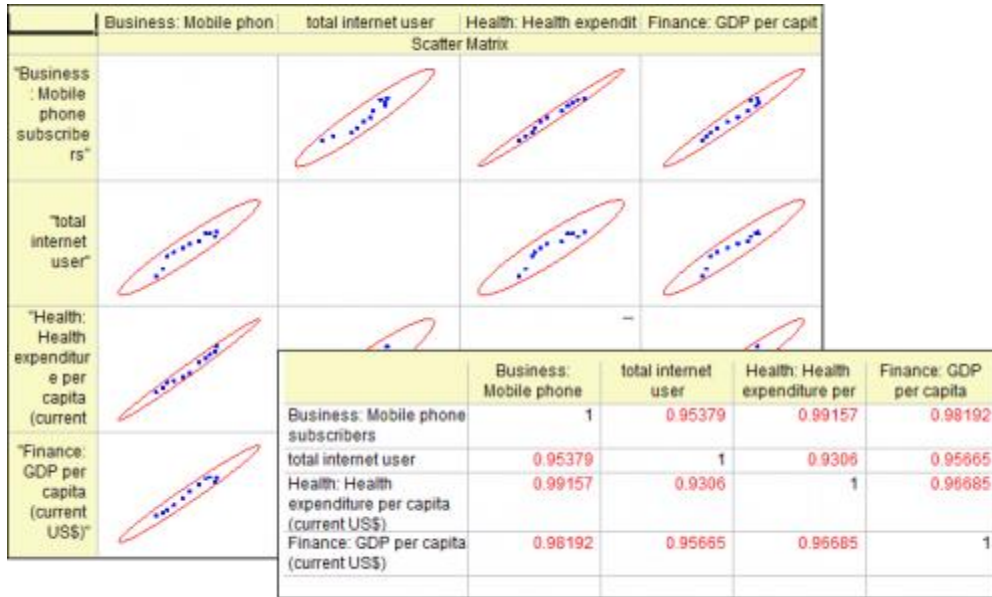 Business: Mobile phon total internet user Health: Health expendit Finance: GDP per capit
Scatter Matrix
"Business
: Mobile
phone
subscribe
rs"
"total
internet
user"
"Health:
Health
expenditur
e per
capita
(current
"Finance:
GDP per
capita
(current
US$)"
--
Business:
Mobile phone
total internet
user
Health: Health
expenditure per
Finance: GDP
per capita
Business: Mobile phone
subscribers
1 0.95379 0.99157 0.98192
total internet user 0.95379 1 0.9306 0.95665
Health: Health
expenditure per capita
(current US$)
0.99157 0.9306 1 0.96685
Finance: GDP per capita
(current US$)
0.98192 0.95665 0.96685 1